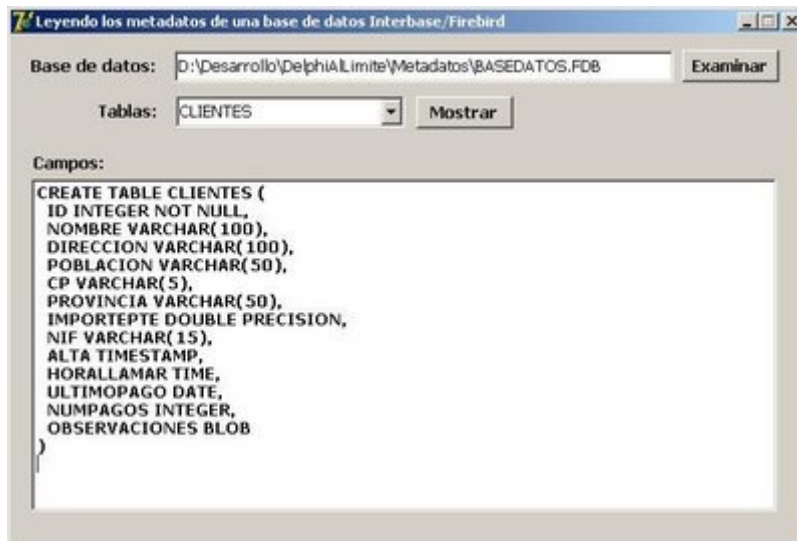 Leyendo los metadatos de una base de datos Interbase/Firebird
Base de datos: D:\Desarrollo\DelphiAlLimite\Metadatos\BASEDATOS.FDB Examinar
Tablas: CLIENTES Mostrar
Campos:
CREATE TABLE CLIENTES (
ID INTEGER NOT NULL,
NOMBRE VARCHAR(100),
DIRECCION VARCHAR(100),
POBLACION VARCHAR(50),
CP VARCHAR(5),
PROVINCIA VARCHAR(50),
IMPORTEPTE DOUBLE PRECISION,
NIF VARCHAR(15),
ALTA TIMESTAMP,
HORALLAMAR TIME,
ULTIMOPAGO DATE,
NUMPAGOS INTEGER,
OBSERVACIONES BLOB
)